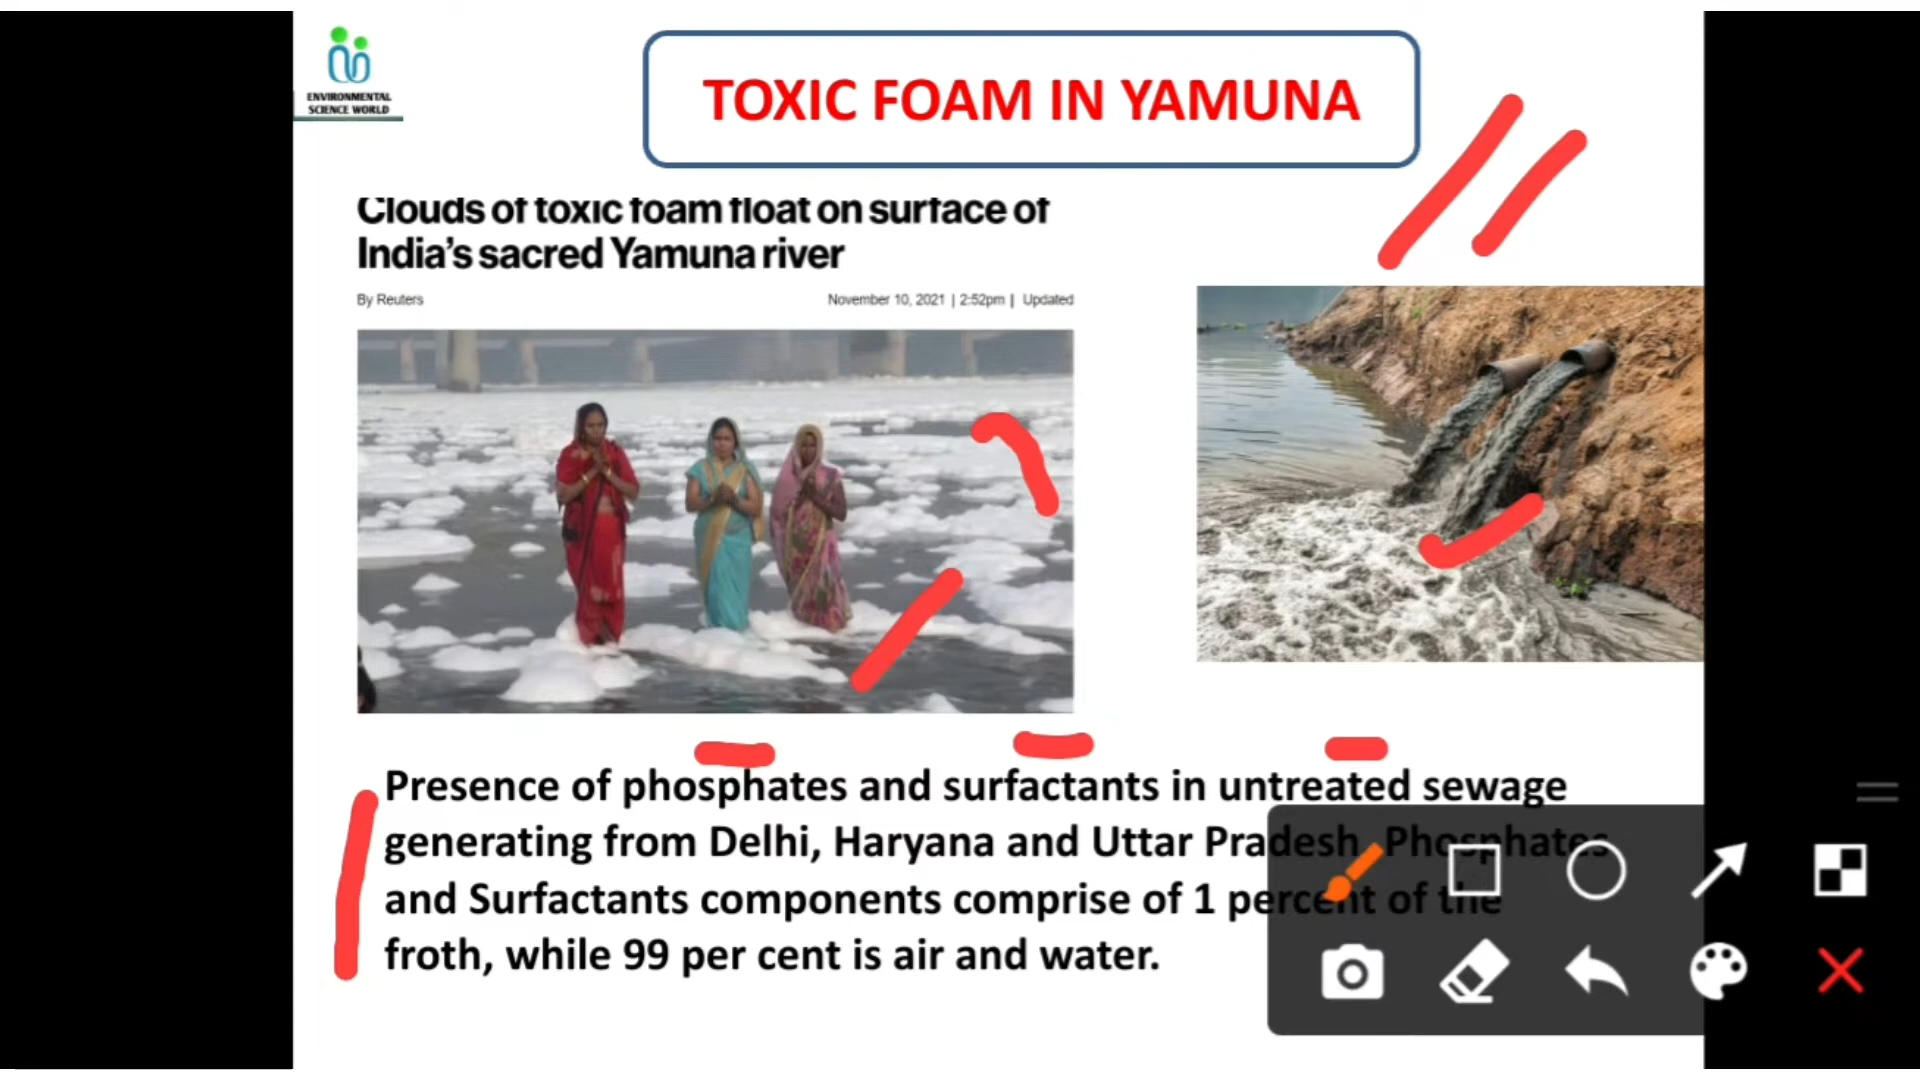 ENVIRONMENTAL
SCIENCE WORLD
TOXIC FOAM IN YAMUNA
Clouds of toxic foam float on surface of
India's sacred Yamuna river
By Reuters
November 10, 2021 | 2:52pm | Updated
Presence of phosphates and surfactants in untreated sewage
generating from Delhi, Haryana and Uttar Pradesh. Phosphates
and Surfactants components comprise of 1 percent of the
froth, while 99 per cent is air and water.